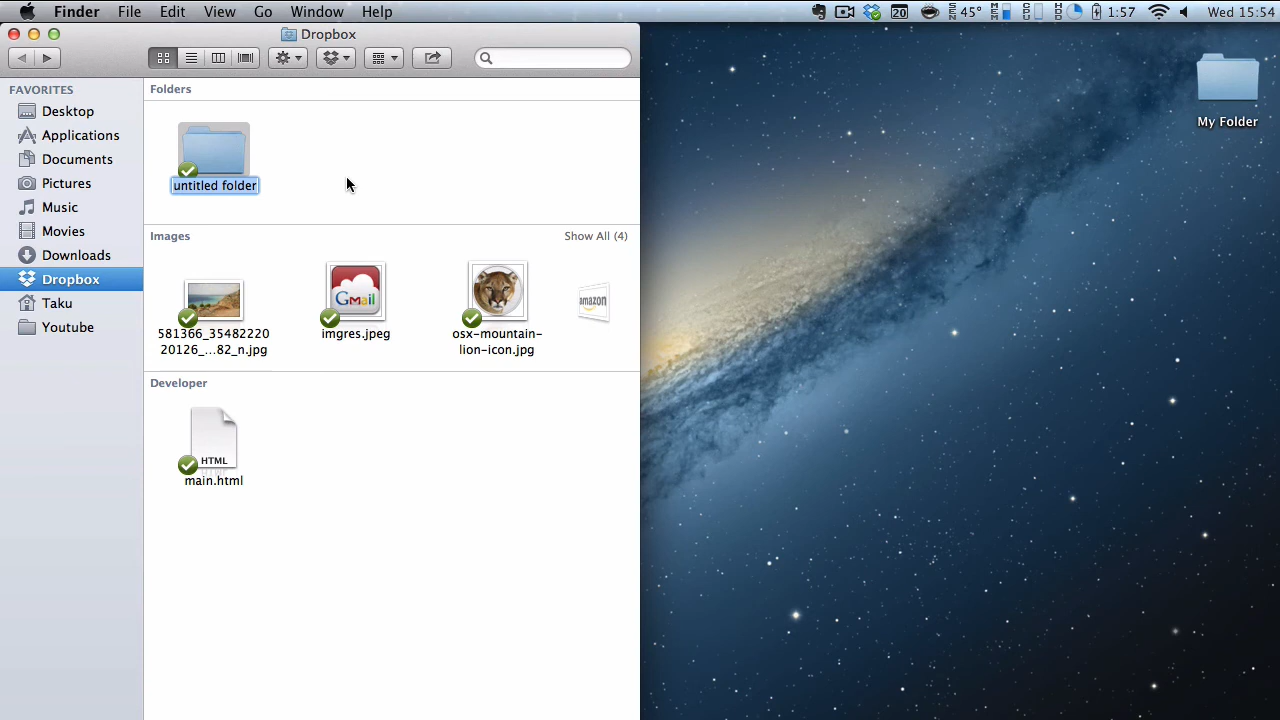 Finder File Edit View Go Window Help
20 45° 1:57 Wed 15:54
Dropbox
FAVORITES
Desktop
Applications
Documents
Pictures
Music
Movies
Downloads
Dropbox
Taku
Youtube
Folders
untitled folder
Images Show All (4)
Gmail
amazon
581366_35482220
20126_...82_n.jpg
imgres.jpeg
osx-mountain-
lion-icon.jpg
Developer
HTML
main.html
My Folder